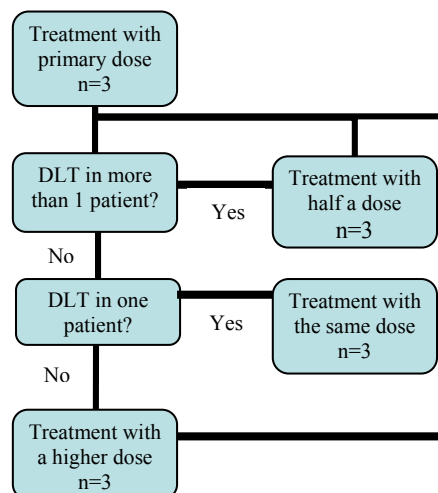 Treatment with
primary dose
n=3
DLT in more
than 1 patient?
Yes
Treatment with
half a dose
n=3
No
DLT in one
patient?
Yes
Treatment with
the same dose
n=3
No
Treatment with
a higher dose
n=3